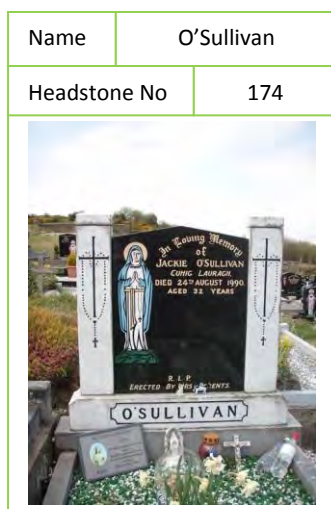 Name O’Sullivan
Headstone No 174
In Loving Memory
of
JACKIE O'SULLIVAN
CUHIG LAURAGH.
DIED 24TH AUGUST 1990.
AGED 32 YEARS
R.I.P.
ERECTED BY HIS PARENTS.
O'SULLIVAN